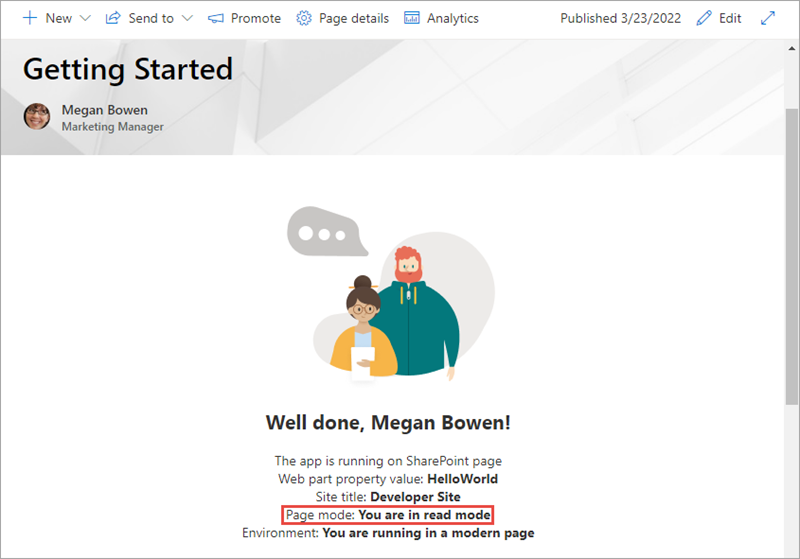 New Send to Promote Page details Analytics Published 3/23/2022 Edit
Getting Started
Megan Bowen
Marketing Manager
Well done, Megan Bowen!
The app is running on SharePoint page
Web part property value: HelloWorld
Site title: Developer Site
Page mode: You are in read mode
Environment: You are running in a modern page